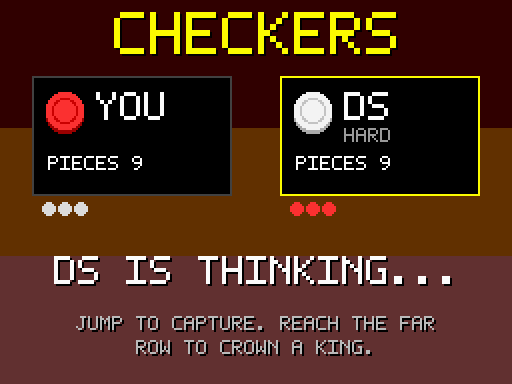 CHECKERS
YOU
PIECES 9
DS
HARD
PIECES 9
DS IS THINKING...
JUMP TO CAPTURE. REACH THE FAR
ROW TO CROWN A KING.